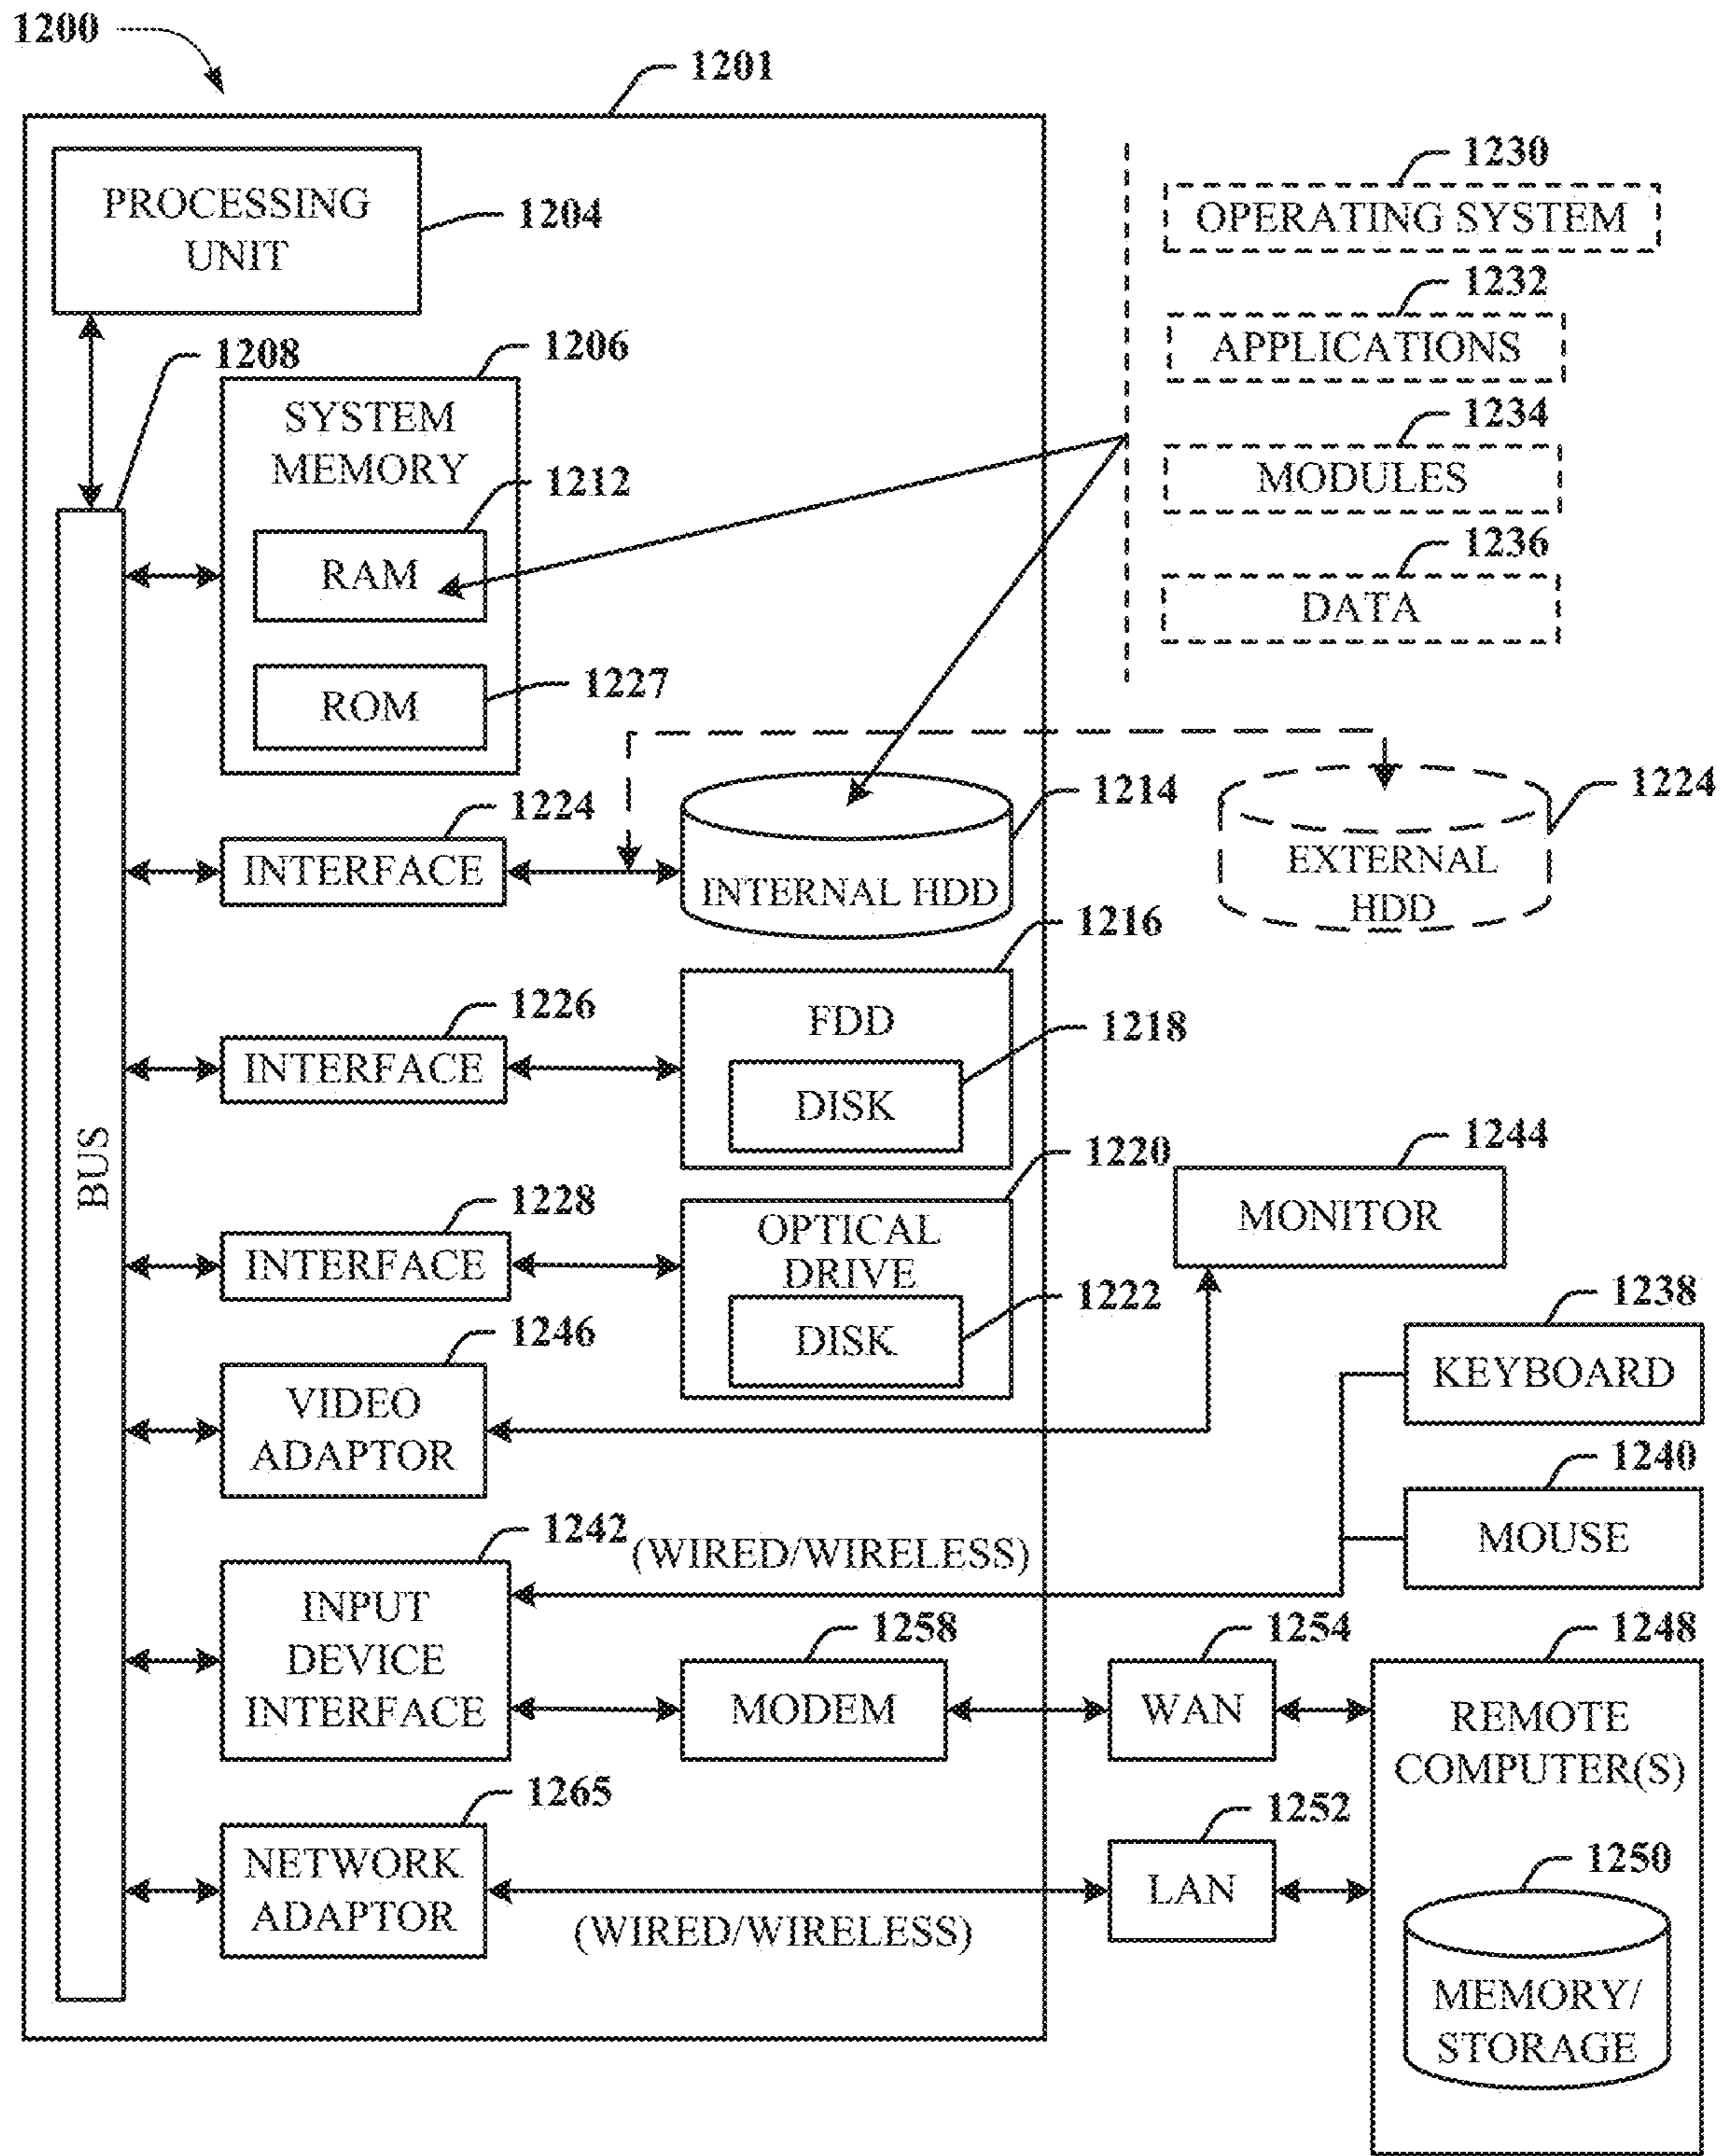 1200
1201
PROCESSING
UNIT
1204
1230
OPERATING SYSTEM
1232
APPLICATIONS
1234
MODULES
1236
DATA
1208
1206
SYSTEM
MEMORY
1212
RAM
1227
ROM
1224
INTERFACE
1214
INTERNAL HDD
1224
EXTERNAL
HDD
1216
FDD
1218
DISK
1226
INTERFACE
BUS
1220
OPTICAL
DRIVE
1222
DISK
1228
INTERFACE
1244
MONITOR
1246
VIDEO
ADAPTOR
1238
KEYBOARD
1240
MOUSE
1242
(WIRED/WIRELESS)
INPUT
DEVICE
INTERFACE
1258
MODEM
1254
WAN
1248
REMOTE
COMPUTER(S)
1265
NETWORK
ADAPTOR
(WIRED/WIRELESS)
1252
LAN
1250
MEMORY/
STORAGE